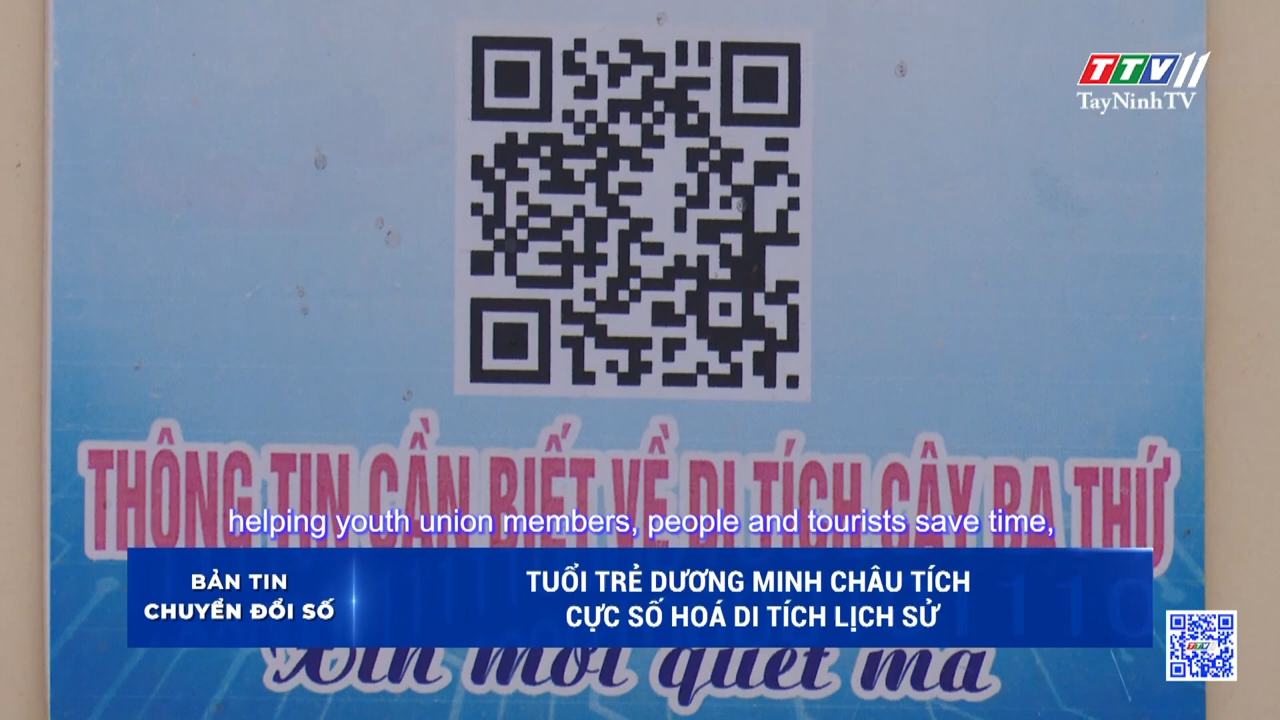 TTV11
TayNinhTV
THÔNG TIN CẦN BIẾT VỀ DI TÍCH CÂY BA THỨ
helping youth union members, people and tourists save time,
BẢN TIN
CHUYỂN ĐỔI SỐ
TUỔI TRẺ DƯƠNG MINH CHÂU TÍCH
CỰC SỐ HOÁ DI TÍCH LỊCH SỬ
Xin mời quét mã